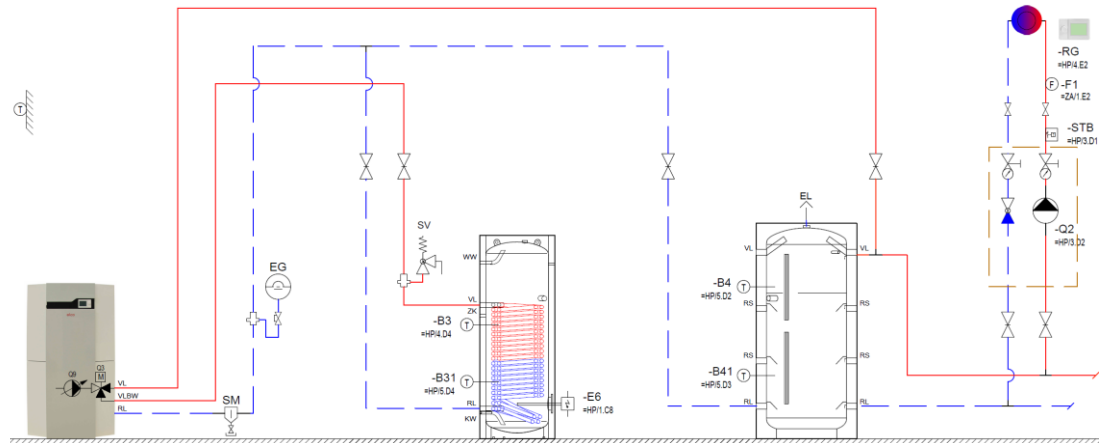 -RG
=HP/4.E2
F
-F1
=ZA/1.E2
T
-STB
=HP/3.D1
EL
SV
-Q2
=HP/3.D2
WW
VL
VL
EG
-B4
=HP/5.D2
T
VL
ZK
RS
RS
-B3
=HP/4.D4
T
RS
RS
Q3
M
Q9
-B31
=HP/5.D4
T
-B41
=HP/5.D3
T
VL
VLBW
RL
SM
RL
KW
-E6
=HP/1.C8
RL
RL